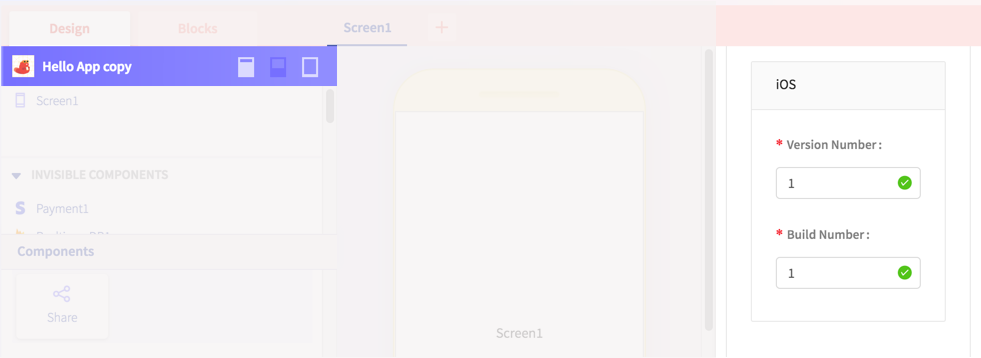 Design
Blocks
Screen1
+
Hello App copy
Screen1
INVISIBLE COMPONENTS
S Payment1
Components
Share
Screen1
iOS
* Version Number :
1
* Build Number :
1